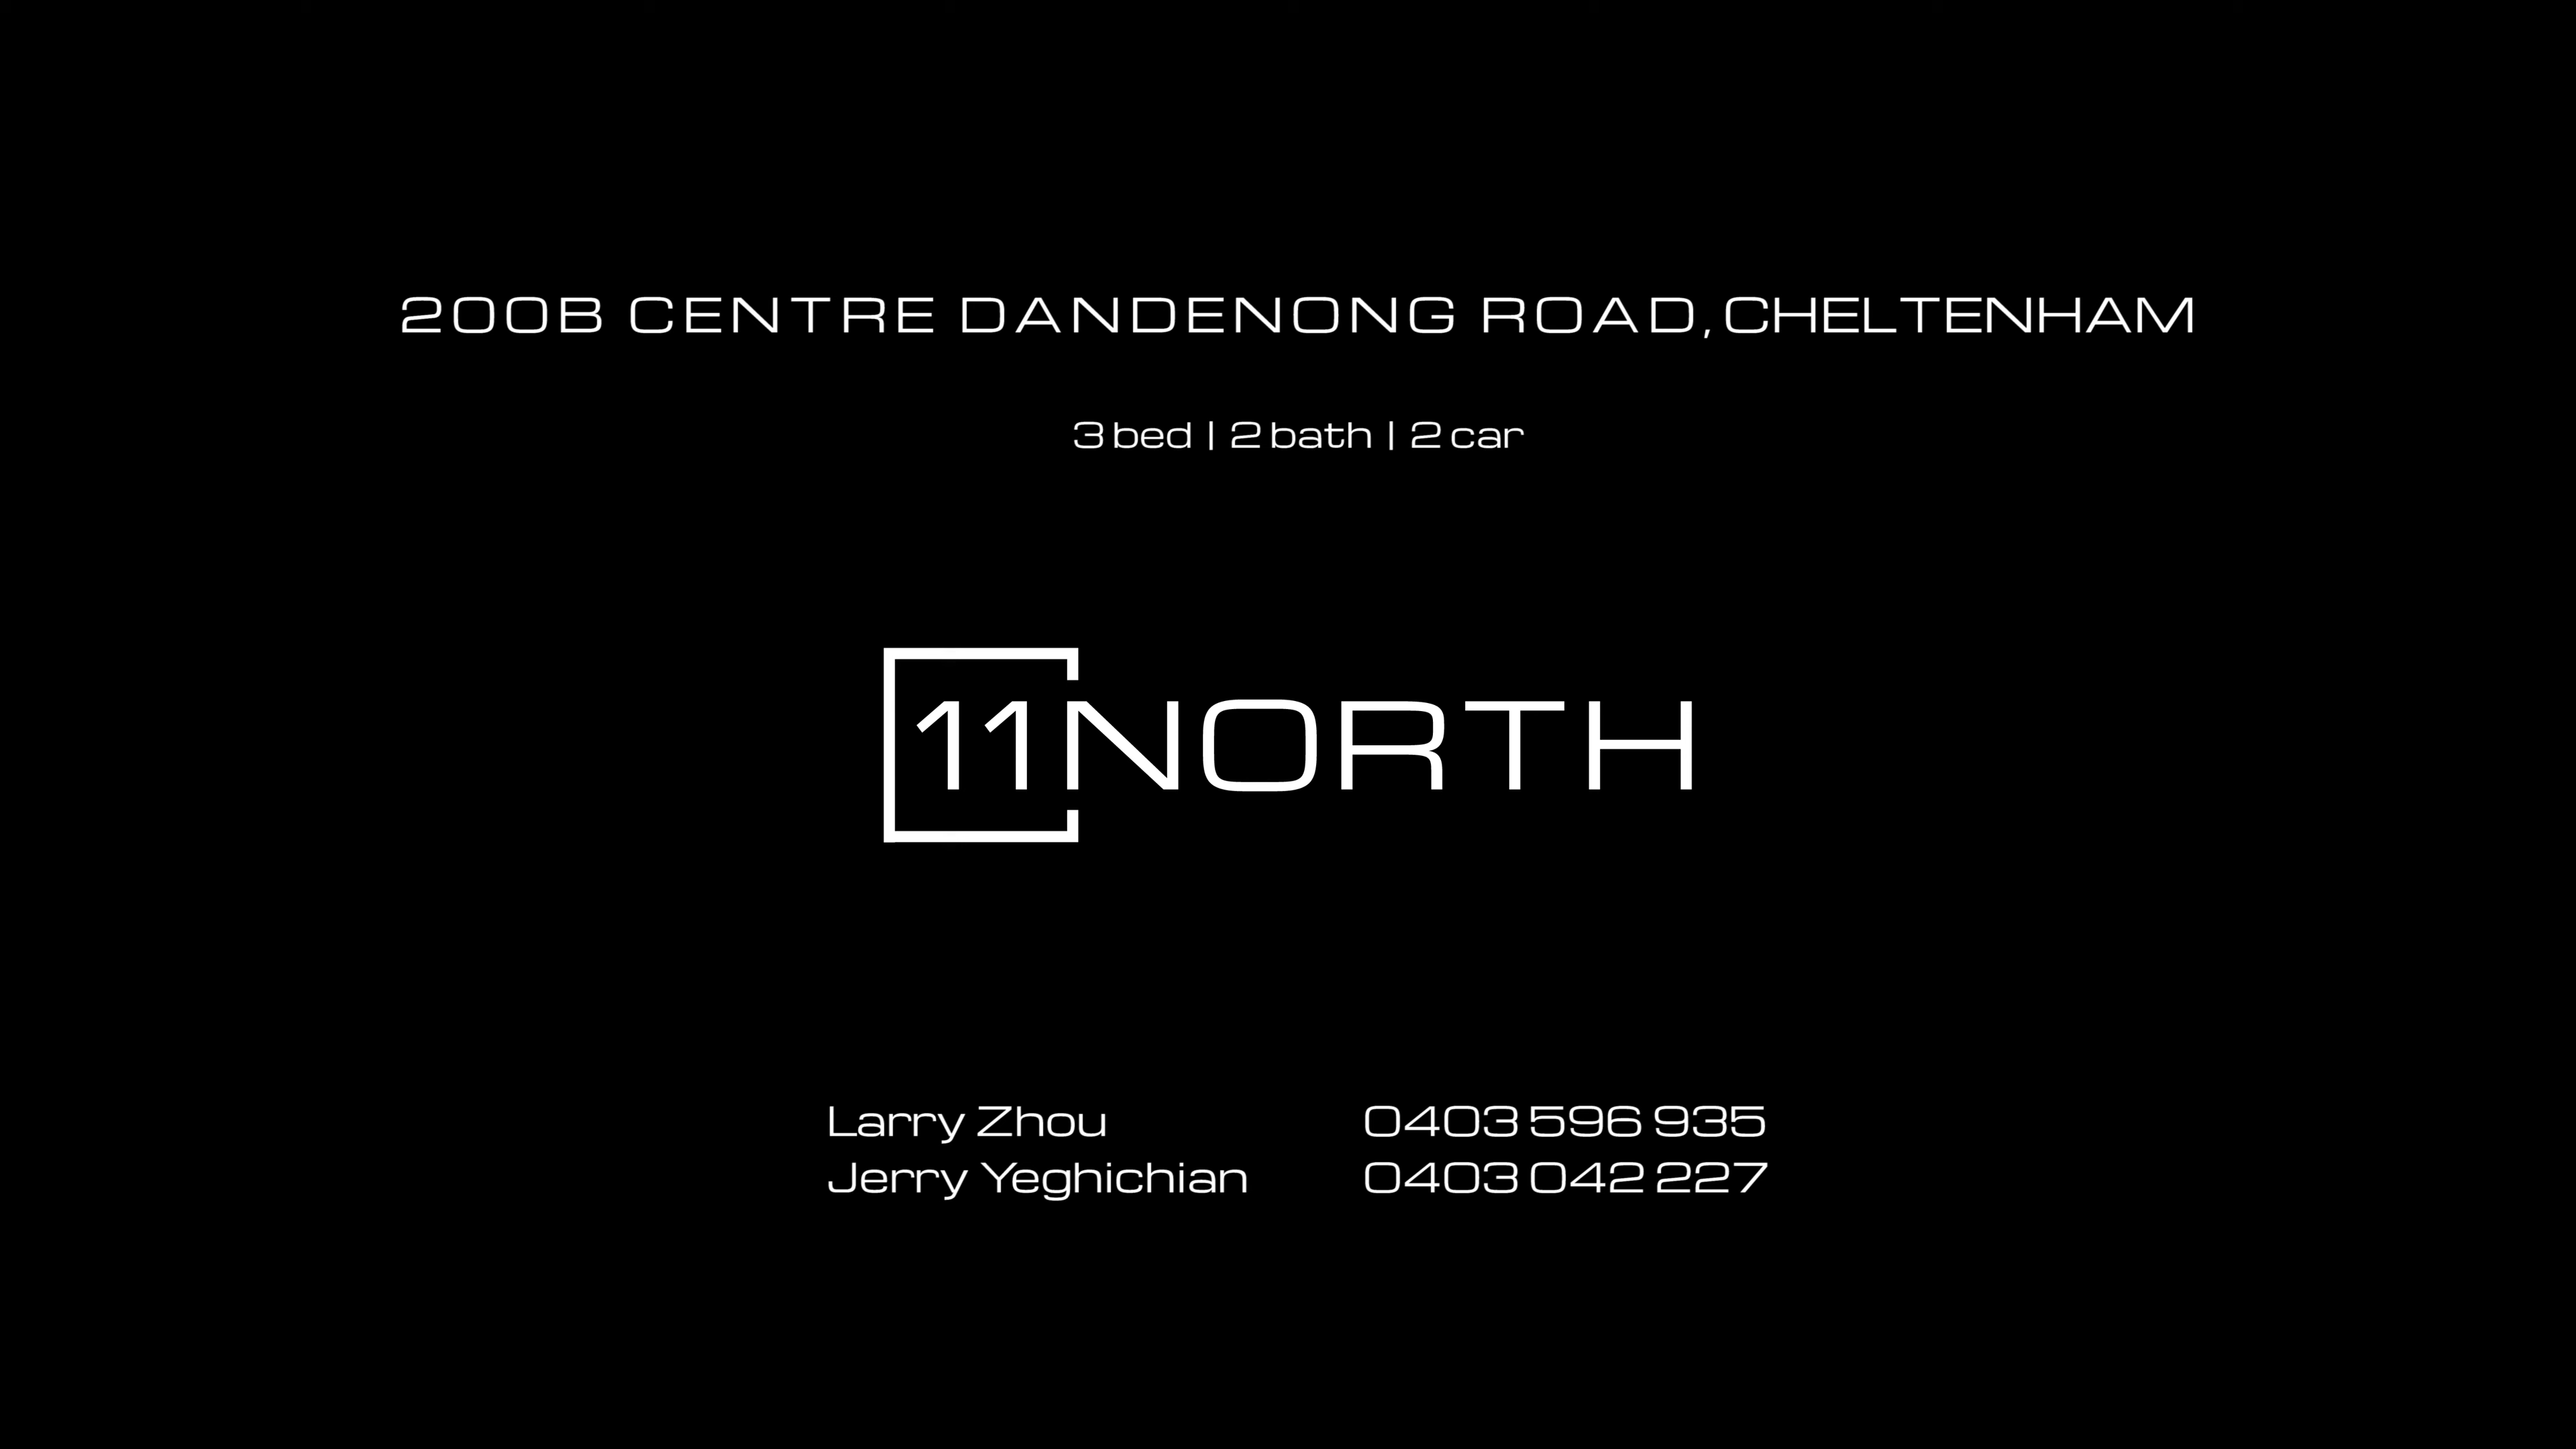 200B CENTRE DANDENONG ROAD, CHELTENHAM
3 bed | 2 bath | 2 car
11NORTH
Larry Zhou 0403 596 935
Jerry Yeghichian 0403 042 227